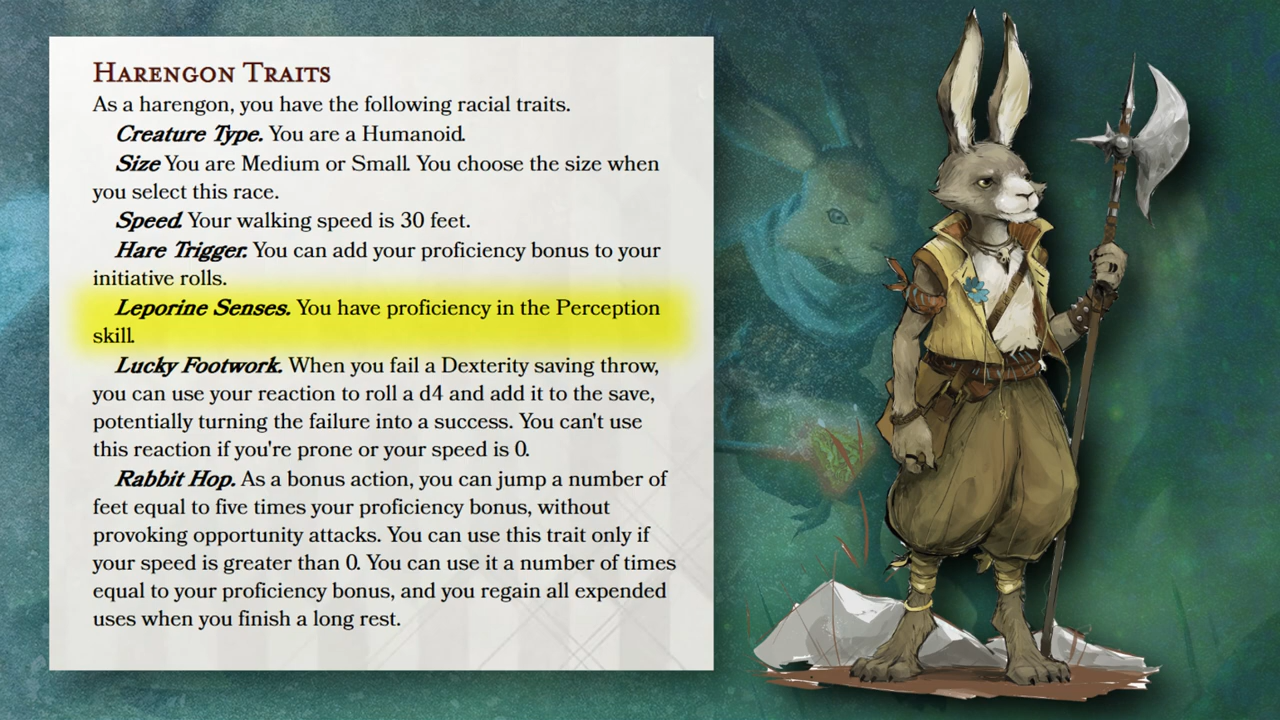 Harengon Traits
As a harengon, you have the following racial traits.
Creature Type. You are a Humanoid.
Size You are Medium or Small. You choose the size when
you select this race.
Speed. Your walking speed is 30 feet.
Hare Trigger. You can add your proficiency bonus to your
initiative rolls.
Leporine Senses. You have proficiency in the Perception
skill.
Lucky Footwork. When you fail a Dexterity saving throw,
you can use your reaction to roll a d4 and add it to the save,
potentially turning the failure into a success. You can't use
this reaction if you're prone or your speed is 0.
Rabbit Hop. As a bonus action, you can jump a number of
feet equal to five times your proficiency bonus, without
provoking opportunity attacks. You can use this trait only if
your speed is greater than 0. You can use it a number of times
equal to your proficiency bonus, and you regain all expended
uses when you finish a long rest.